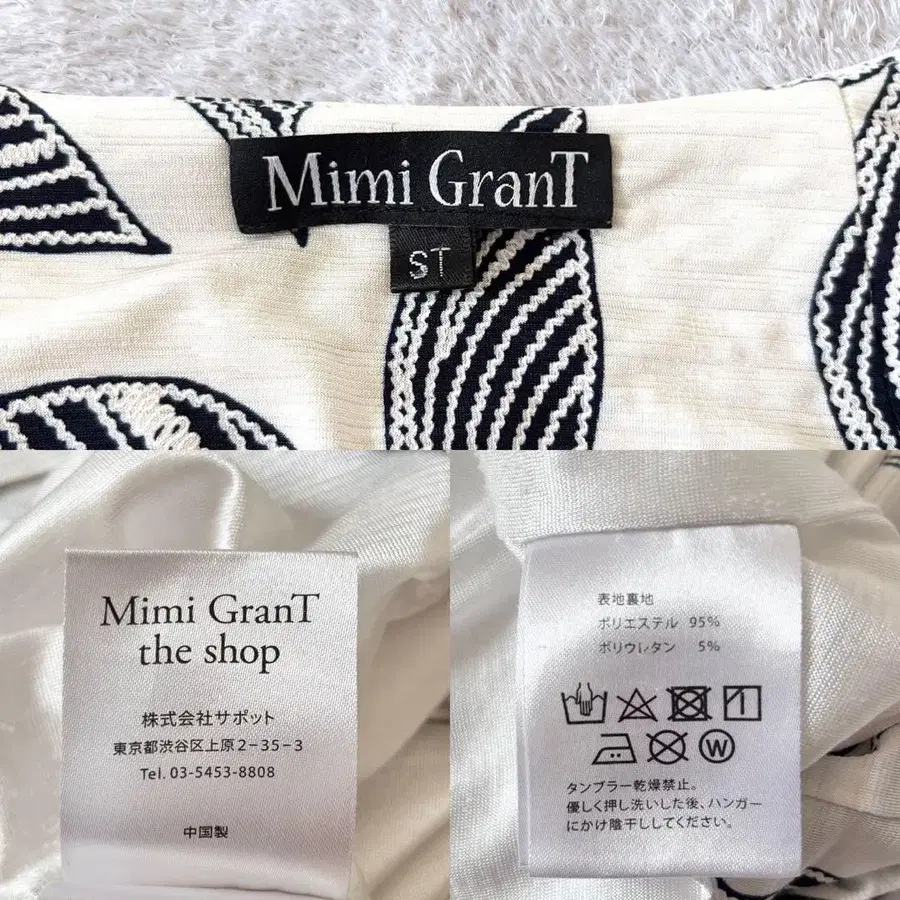 Mimi GranT
ST
Mimi GranT
the shop
株式会社サポット
東京都渋谷区上原2-35-3
Tel. 03-5453-8808
中国製
表地裏地
ポリエステル 95%
ポリウレタン 5%
W
タンブラー乾燥禁止。
優しく押し洗いした後、ハンガー
にかけ陰干ししてください。